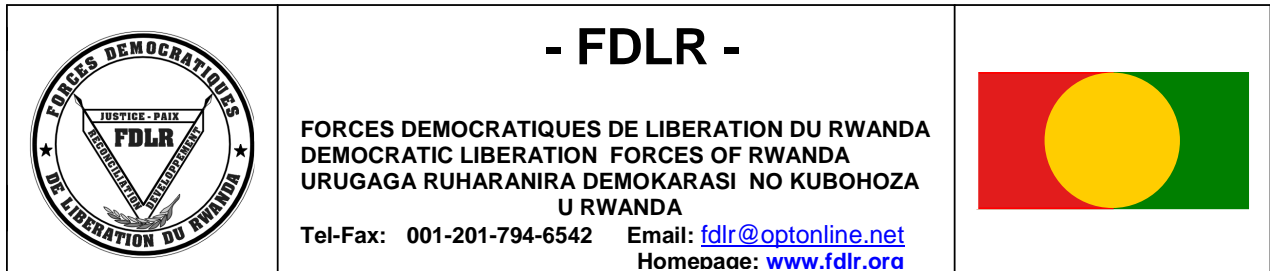 FORCES DEMOCRATIQUES
DE LIBERATION DU RWANDA
JUSTICE - PAIX
FDLR
RECONCILIATION
DEVELOPPEMENT
- FDLR -
FORCES DEMOCRATIQUES DE LIBERATION DU RWANDA
DEMOCRATIC LIBERATION FORCES OF RWANDA
URUGAGA RUHARANIRA DEMOKARASI NO KUBOHOZA
U RWANDA
Tel-Fax: 001-201-794-6542 Email: fdlr@optonline.net
Homepage: www.fdlr.org